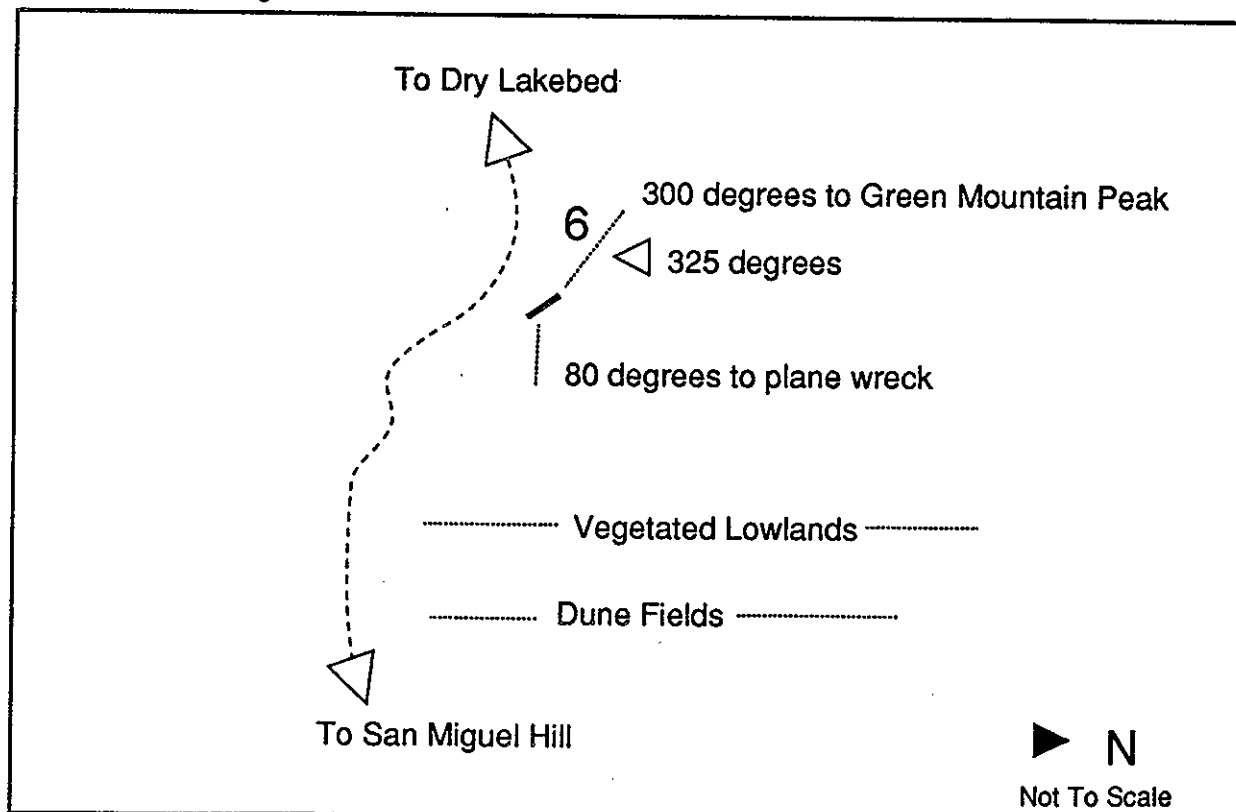 To Dry Lakebed
300 degrees to Green Mountain Peak
6
325 degrees
80 degrees to plane wreck
Vegetated Lowlands
Dune Fields
To San Miguel Hill
N
Not To Scale